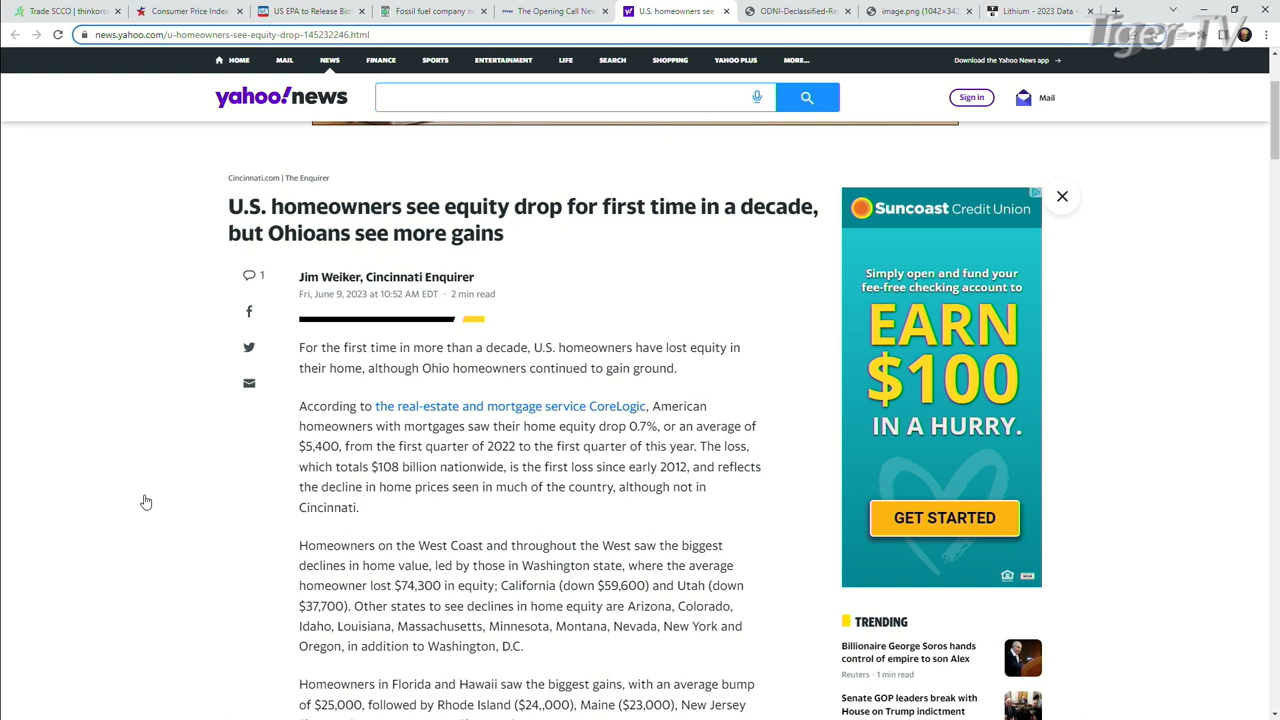 Trade SCCO | thinkors
Consumer Price Index
US EPA to Release Biof
Fossil fuel company n
The Opening Call New
U.S. homeowners see
ODNI-Declassified-Re
image.png (1042×343
Lithium - 2023 Data -
Tiger-TV
news.yahoo.com/u-homeowners-see-equity-drop-145232246.html
HOME MAIL NEWS FINANCE SPORTS ENTERTAINMENT LIFE SEARCH SHOPPING YAHOO PLUS MORE...
Download the Yahoo News app →
yahoo!news
Sign in
Mail
Cincinnati.com | The Enquirer
U.S. homeowners see equity drop for first time in a decade,
but Ohioans see more gains
1
Jim Weiker, Cincinnati Enquirer
Fri, June 9, 2023 at 10:52 AM EDT · 2 min read
For the first time in more than a decade, U.S. homeowners have lost equity in
their home, although Ohio homeowners continued to gain ground.
According to the real-estate and mortgage service CoreLogic, American
homeowners with mortgages saw their home equity drop 0.7%, or an average of
$5,400, from the first quarter of 2022 to the first quarter of this year. The loss,
which totals $108 billion nationwide, is the first loss since early 2012, and reflects
the decline in home prices seen in much of the country, although not in
Cincinnati.
Homeowners on the West Coast and throughout the West saw the biggest
declines in home value, led by those in Washington state, where the average
homeowner lost $74,300 in equity; California (down $59,600) and Utah (down
$37,700). Other states to see declines in home equity are Arizona, Colorado,
Idaho, Louisiana, Massachusetts, Minnesota, Montana, Nevada, New York and
Oregon, in addition to Washington, D.C.
Homeowners in Florida and Hawaii saw the biggest gains, with an average bump
of $25,000, followed by Rhode Island ($24,,000), Maine ($23,000), New Jersey
Suncoast Credit Union
Simply open and fund your
fee-free checking account to
EARN
$100
IN A HURRY.
GET STARTED
TRENDING
Billionaire George Soros hands
control of empire to son Alex
Reuters · 1 min read
Senate GOP leaders break with
House on Trump indictment